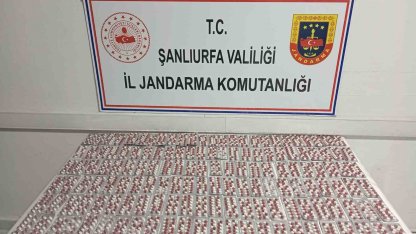 T.C.
ŞANLIURFA VALİLİĞİ
İL JANDARMA KOMUTANLIĞI
JANDARMA